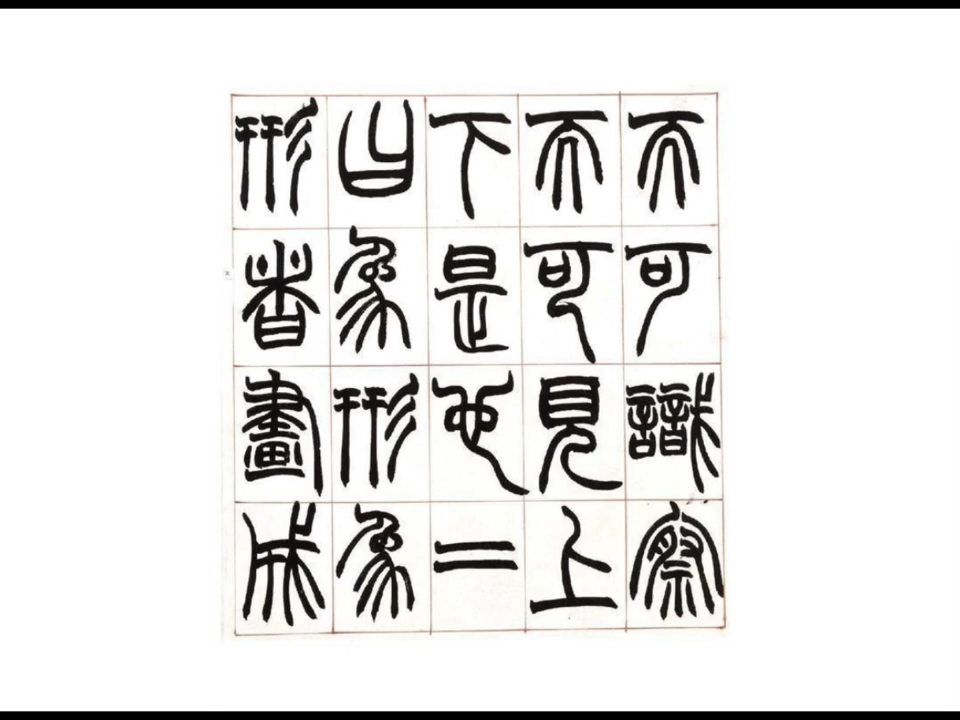 而可識察
而可見上
下是也二
曰象形象
形者畫成